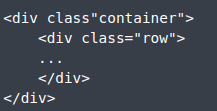 <div class"container">
    <div class="row">
    ...
    </div>
</div>